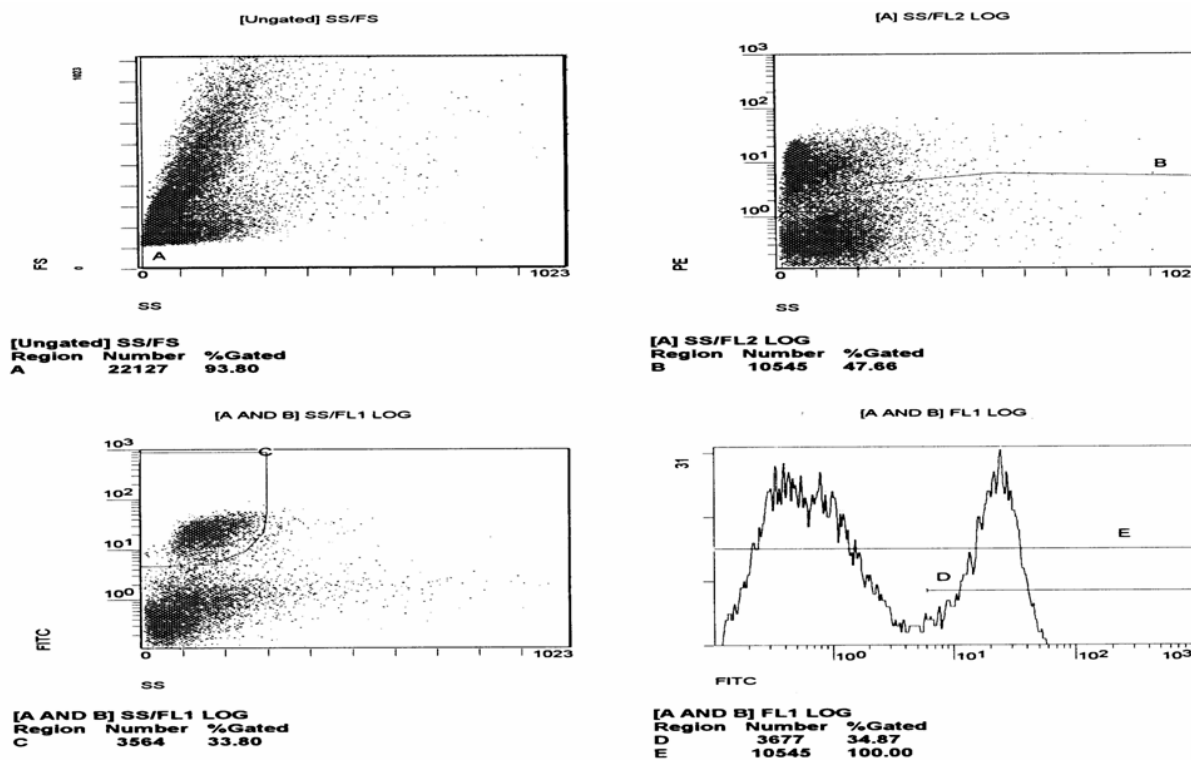 [Ungated] SS/FS
1023
FS
0
A
0 1023
SS
[Ungated] SS/FS
Region Number %Gated
A 22127 93.80
[A] SS/FL2 LOG
10³
10²
10¹
10⁰
B
PE
0 102
SS
[A] SS/FL2 LOG
Region Number %Gated
B 10545 47.66
[A AND B] SS/FL1 LOG
10³
C
10²
10¹
10⁰
FITC
0 1023
SS
[A AND B] SS/FL1 LOG
Region Number %Gated
C 3564 33.80
[A AND B] FL1 LOG
31
E
D
10⁰ 10¹ 10² 10³
FITC
[A AND B] FL1 LOG
Region Number %Gated
D 3677 34.87
E 10545 100.00